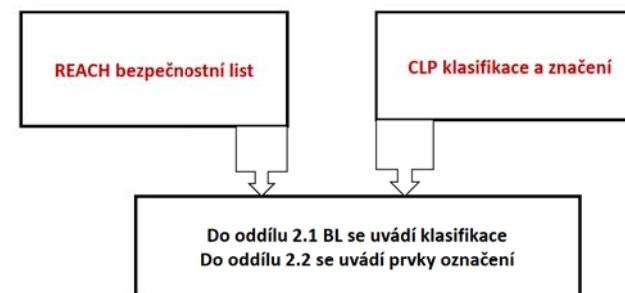 REACH bezpečnostní list
CLP klasifikace a značení
Do oddílu 2.1 BL se uvádí klasifikace
Do oddílu 2.2 se uvádí prvky označení